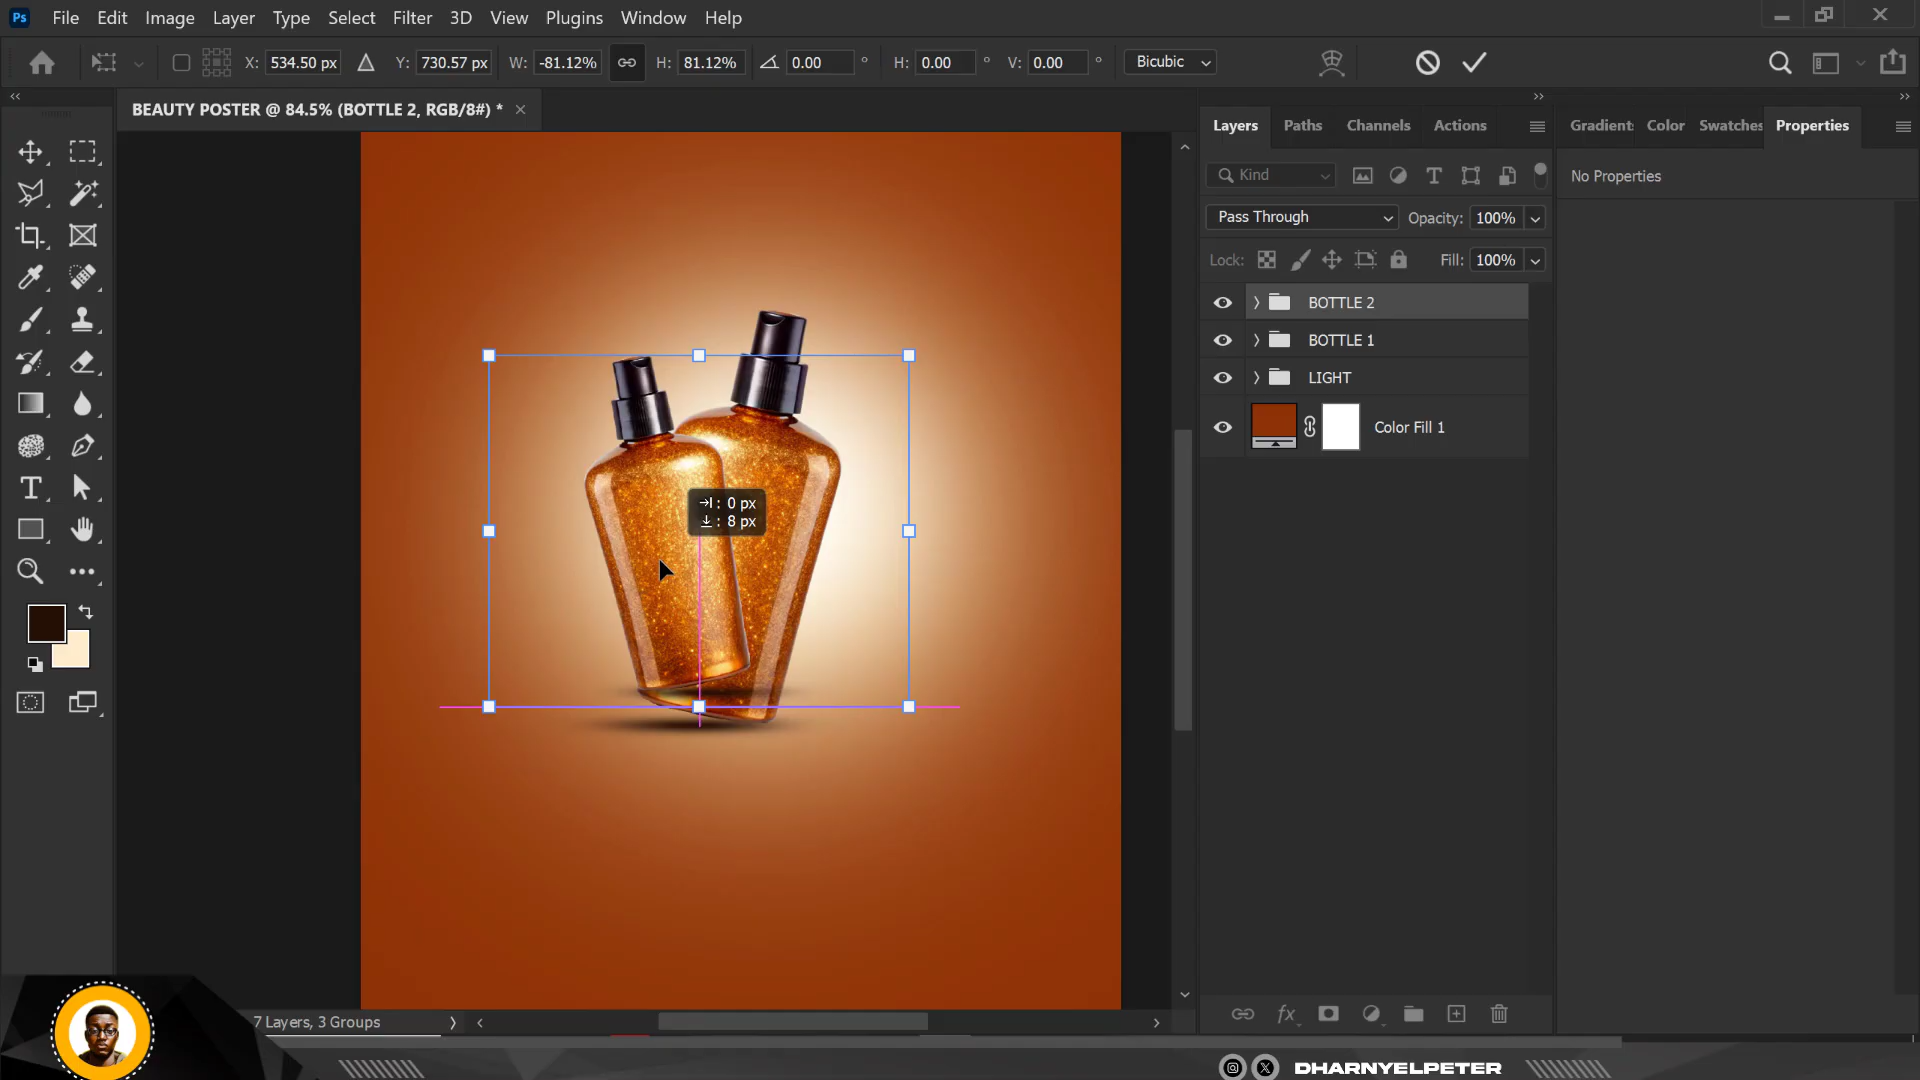 Ps File Edit Image Layer Type Select Filter 3D View Plugins Window Help
X: 534.50 px Y: 730.57 px W: -81.12% H: 81.12% 0.00 ° H: 0.00 ° V: 0.00 ° Bicubic
BEAUTY POSTER @ 84.5% (BOTTLE 2, RGB/8#) *
Layers Paths Channels Actions
Gradient Color Swatches Properties
Kind
No Properties
Pass Through Opacity: 100%
Lock: Fill: 100%
BOTTLE 2
BOTTLE 1
LIGHT
Color Fill 1
: 0 px
: 8 px
7 Layers, 3 Groups
fx
DHARNYELPETER